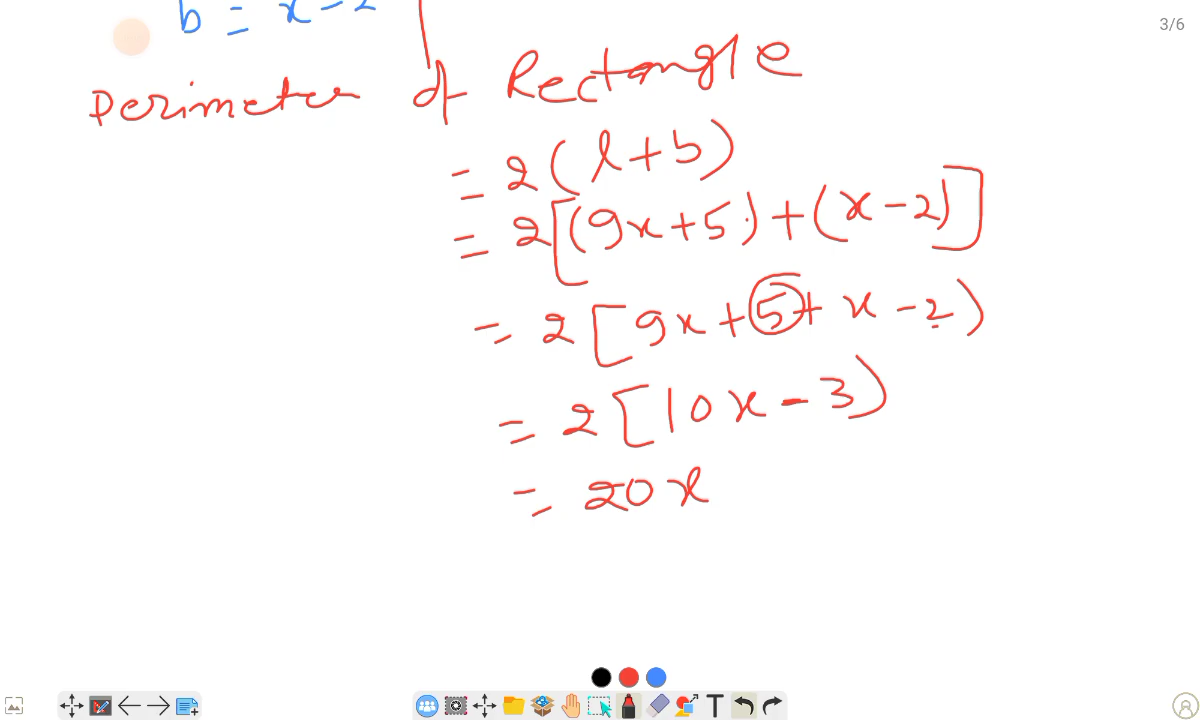 3/6
b = x - 2
Perimeter of Rectangle
= 2(l+b)
= 2[(9x+5)+(x-2)]
= 2[9x+5+x-2)
= 2[10x-3)
= 20x
T